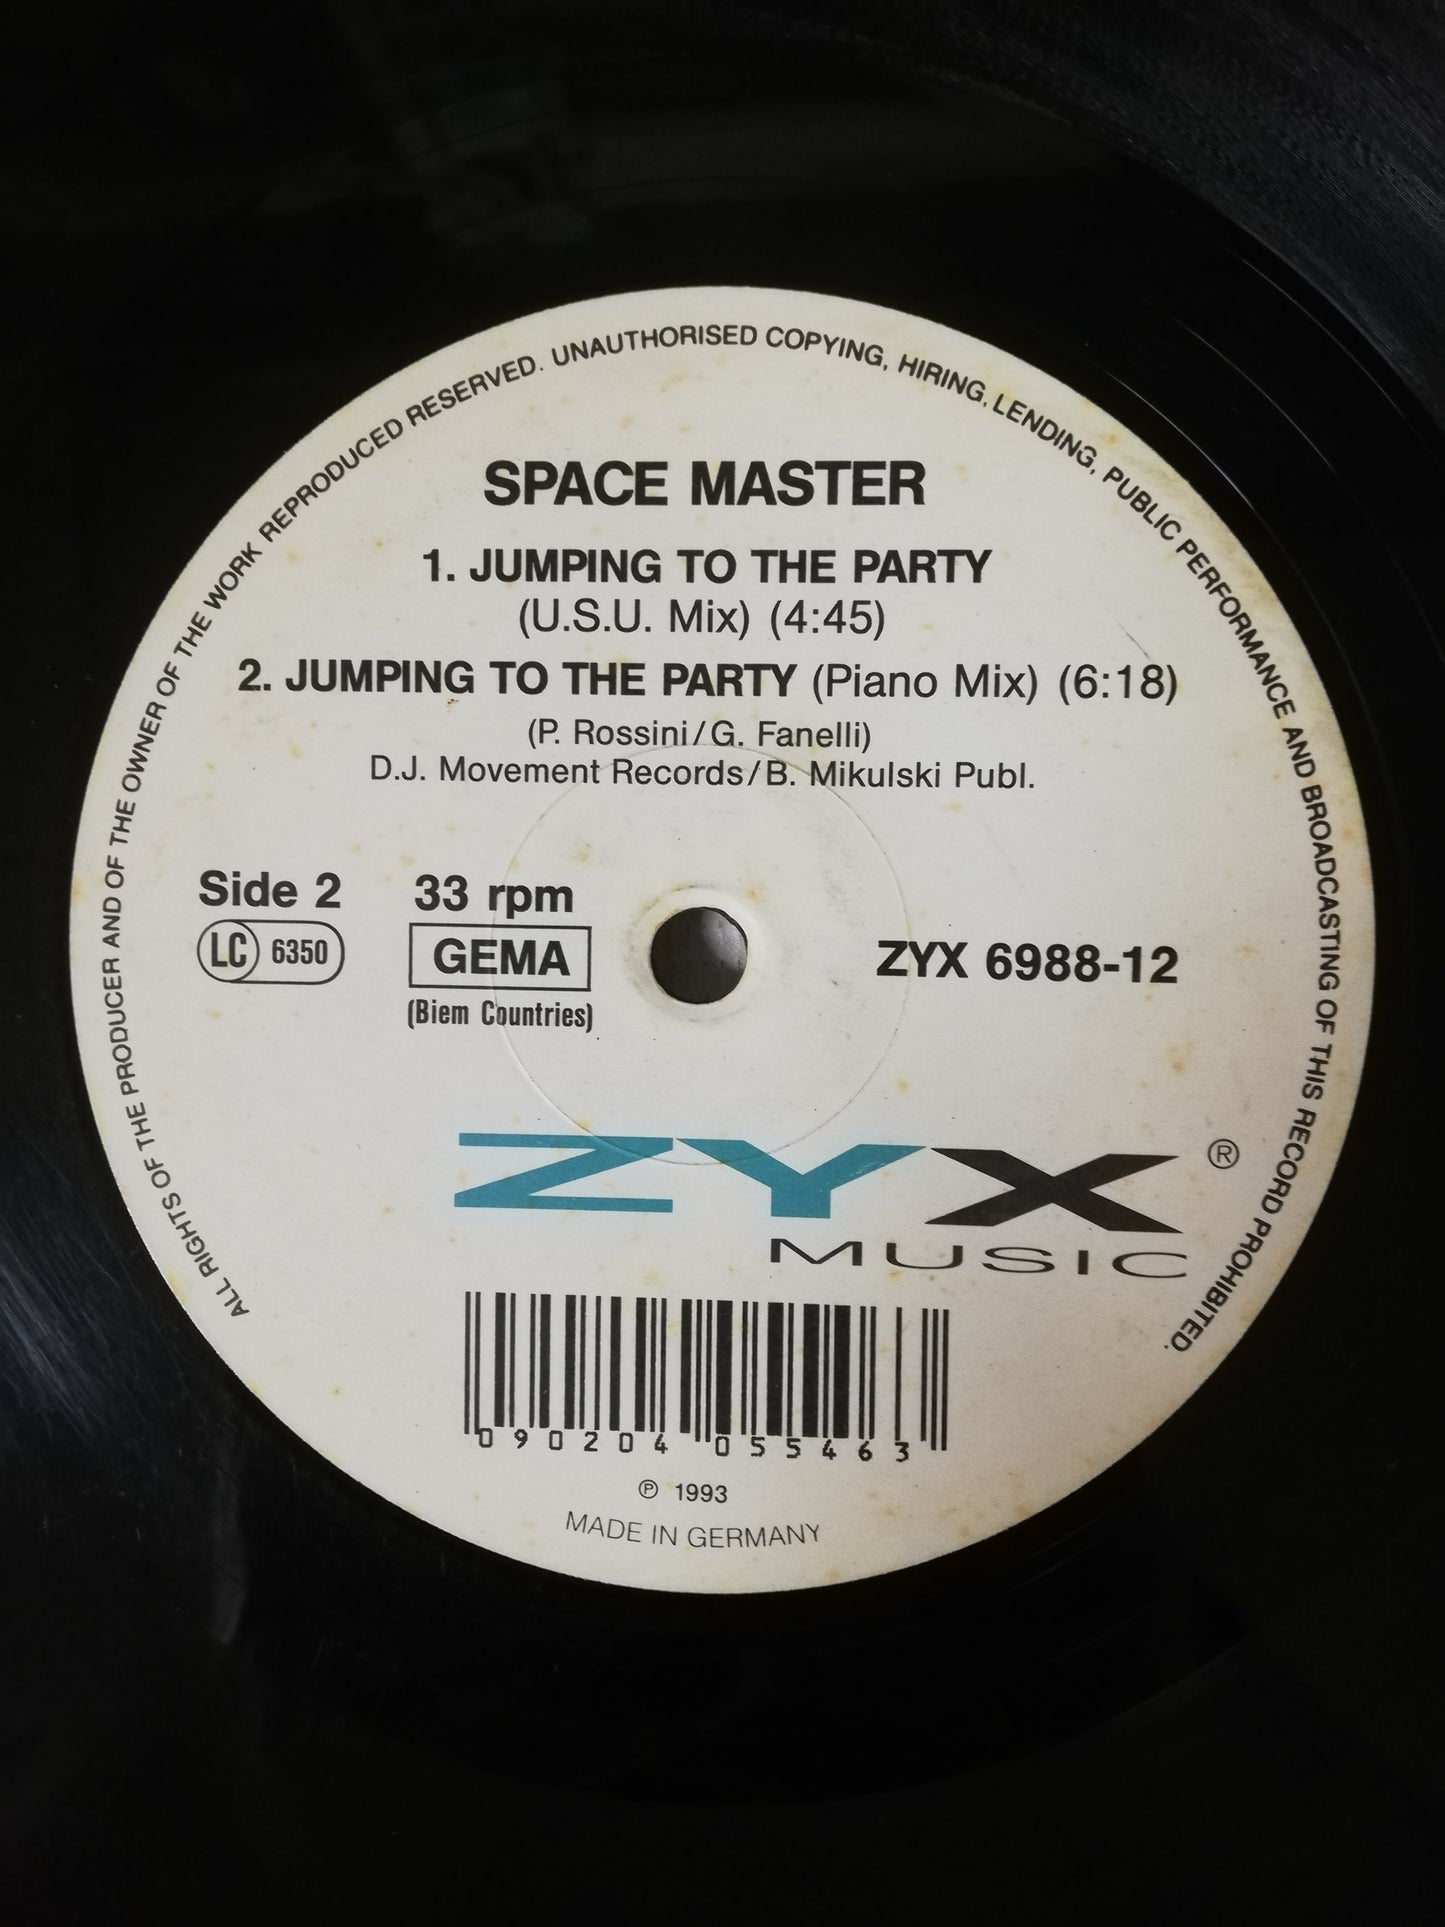 ALL RIGHTS OF THE PRODUCER AND OF THE OWNER OF THE WORK REPRODUCED RESERVED. UNAUTHORISED COPYING, HIRING, LENDING, PUBLIC PERFORMANCE AND BROADCASTING OF THIS RECORD PROHIBITED.
SPACE MASTER
1. JUMPING TO THE PARTY
(U.S.U. Mix) (4:45)
2. JUMPING TO THE PARTY (Piano Mix) (6:18)
(P. Rossini/G. Fanelli)
D.J. Movement Records/B. Mikulski Publ.
Side 2 33 rpm
LC 6350 GEMA ZYX 6988-12
(Biem Countries)
ZYX ®
MUSIC
090204 055463
℗ 1993
MADE IN GERMANY